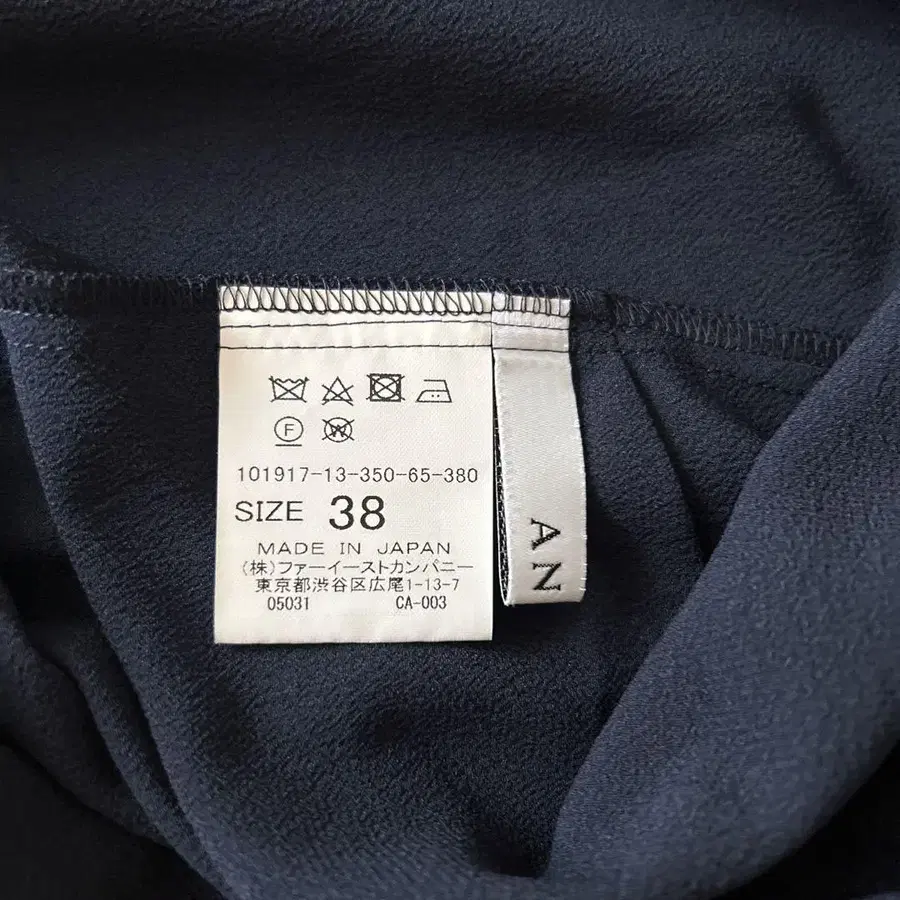 F W
101917-13-350-65-380
SIZE 38
MADE IN JAPAN
(株)ファーイーストカンパニー
東京都渋谷区広尾1-13-7
05031 CA-003
AN